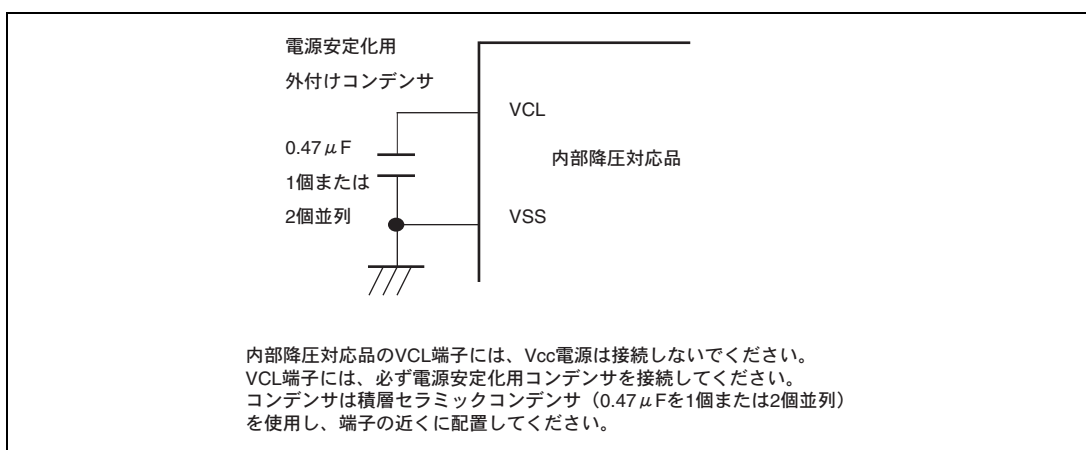 電源安定化用
外付けコンデンサ
VCL
0.47μF
内部降圧対応品
1個または
2個並列
VSS
内部降圧対応品のVCL端子には、Vcc電源は接続しないでください。
VCL端子には、必ず電源安定化用コンデンサを接続してください。
コンデンサは積層セラミックコンデンサ（0.47μFを1個または2個並列）
を使用し、端子の近くに配置してください。